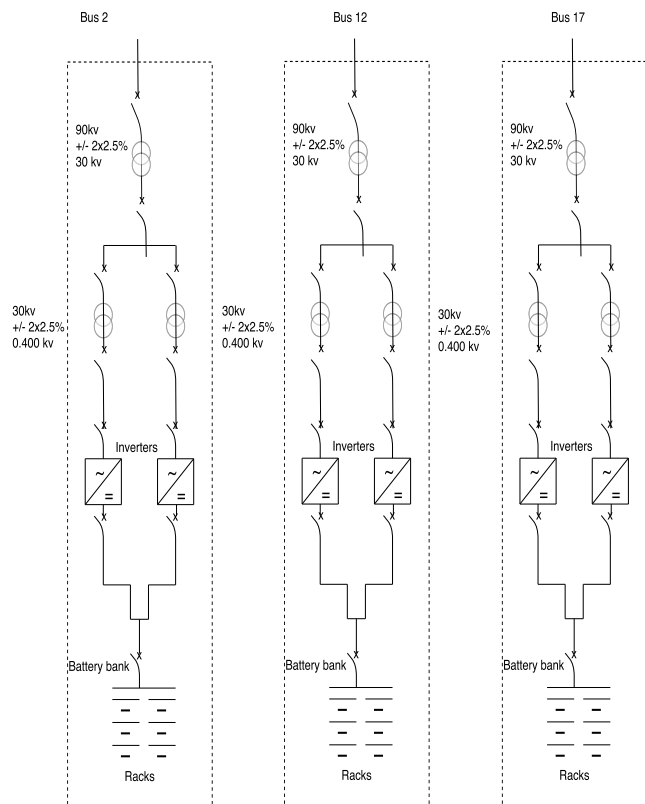 Bus 2
Bus 12
Bus 17
90kv
+/- 2x2.5%
30 kv
90kv
+/- 2x2.5%
30 kv
90kv
+/- 2x2.5%
30 kv
30kv
+/- 2x2.5%
0.400 kv
30kv
+/- 2x2.5%
0.400 kv
30kv
+/- 2x2.5%
0.400 kv
Inverters
Inverters
Inverters
Battery bank
Battery bank
Battery bank
Racks
Racks
Racks